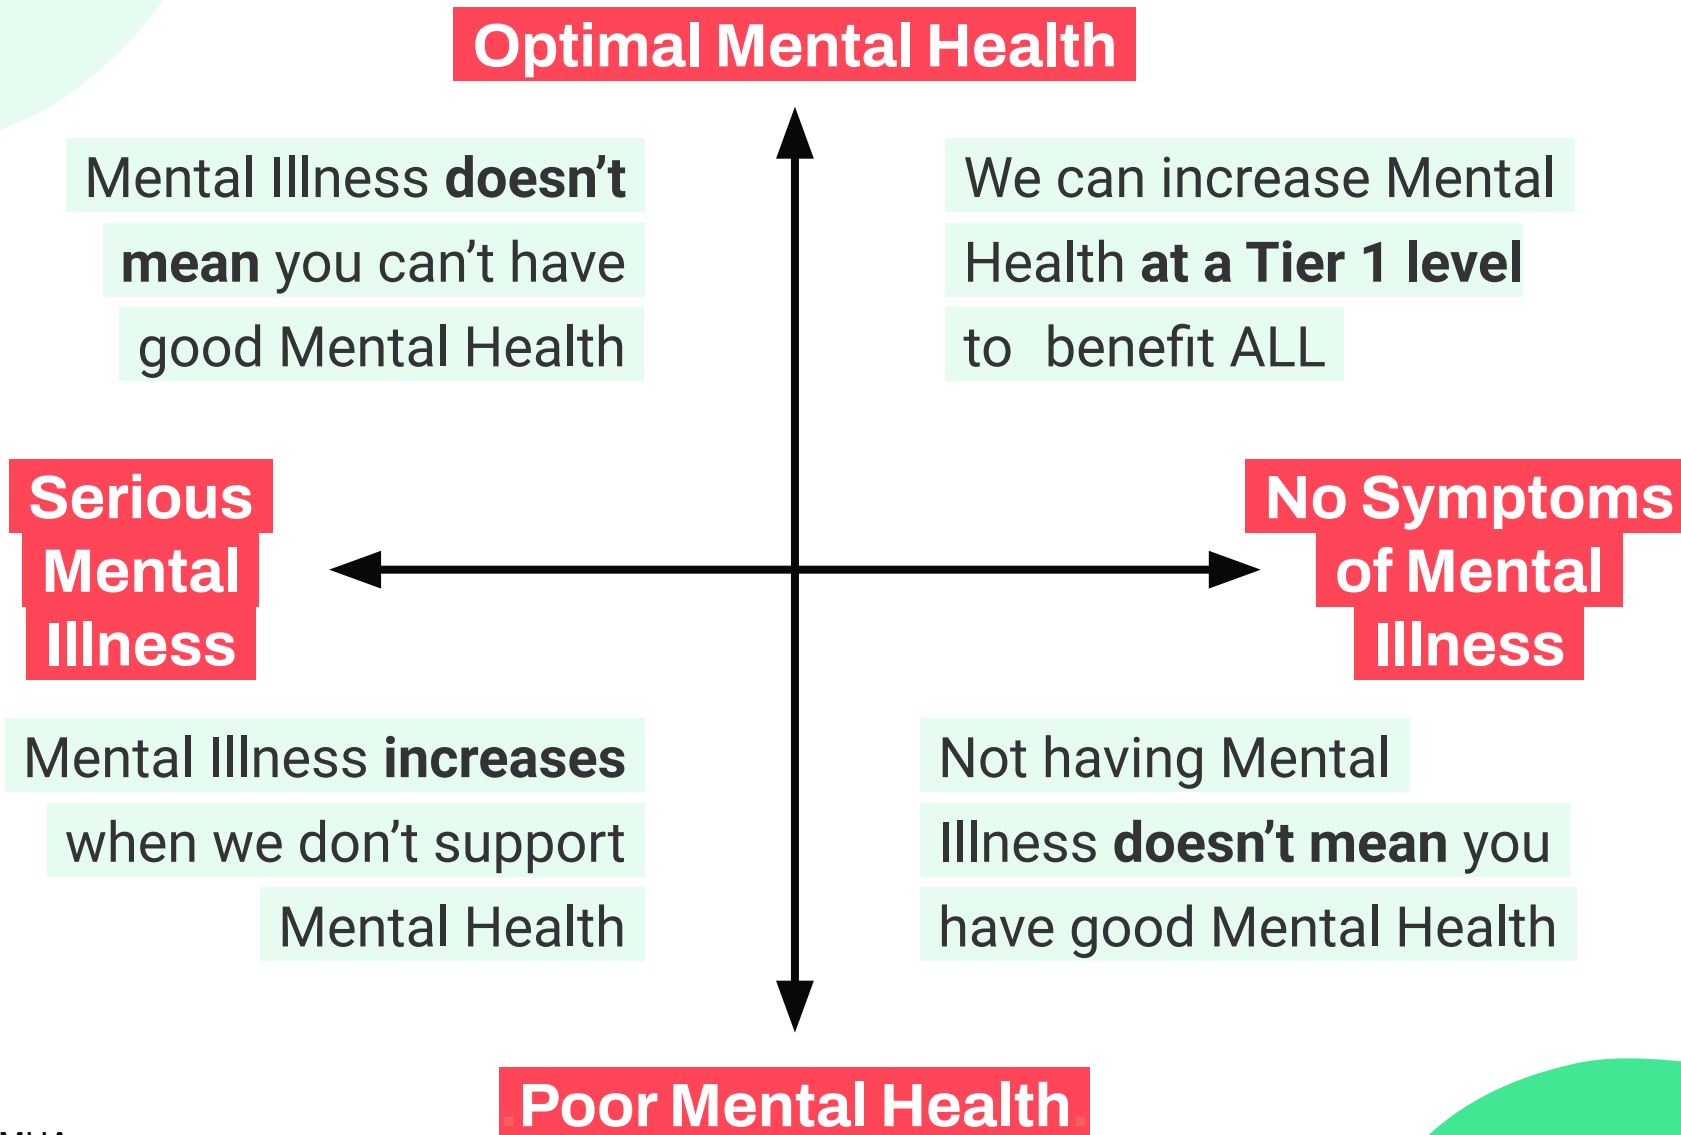 Optimal Mental Health
Mental Illness doesn’t
mean you can’t have
good Mental Health
We can increase Mental
Health at a Tier 1 level
to benefit ALL
Serious
Mental
Illness
No Symptoms
of Mental
Illness
Mental Illness increases
when we don’t support
Mental Health
Not having Mental
Illness doesn’t mean you
have good Mental Health
.Poor Mental Health.